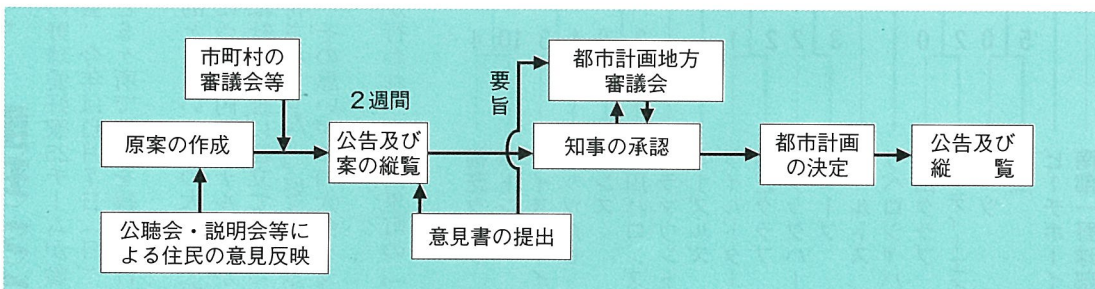 市町村の
審議会等
2週間
要旨
都市計画地方
審議会
原案の作成
公告及び
案の縦覧
知事の承認
都市計画
の決定
公告及び
縦覧
公聴会・説明会等に
よる住民の意見反映
意見書の提出